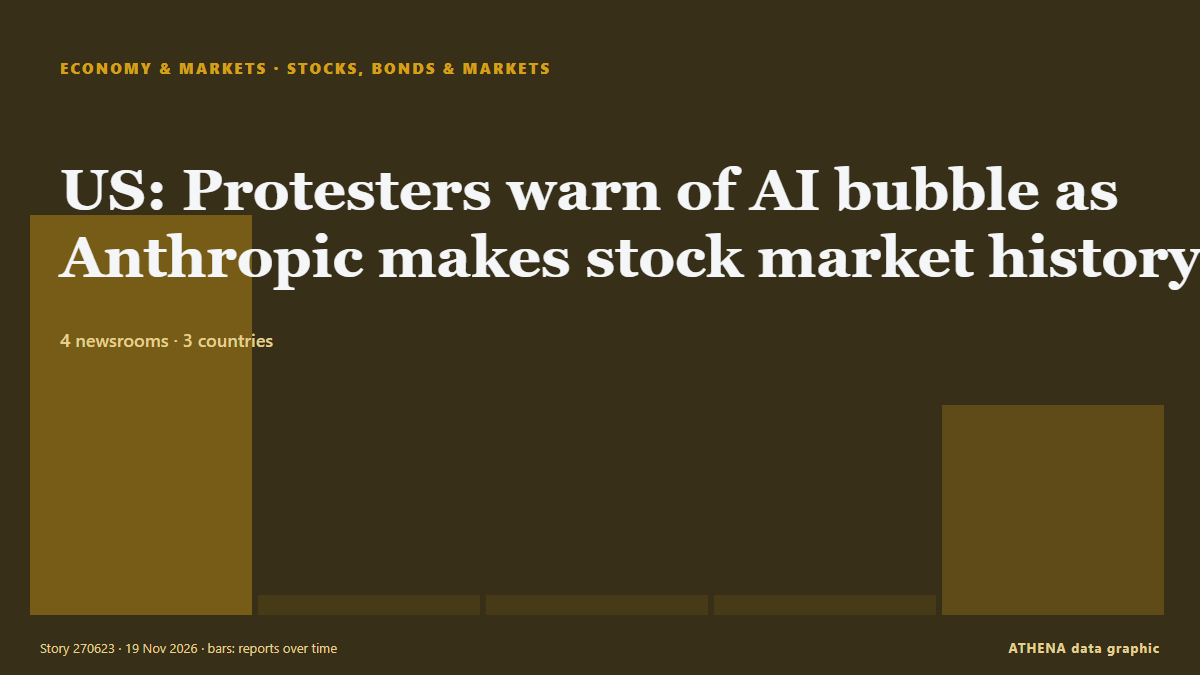 ECONOMY & MARKETS · STOCKS, BONDS & MARKETS
US: Protesters warn of AI bubble as
Anthropic makes stock market history
4 newsrooms · 3 countries
Story 270623 · 19 Nov 2026 · bars: reports over time
ATHENA data graphic